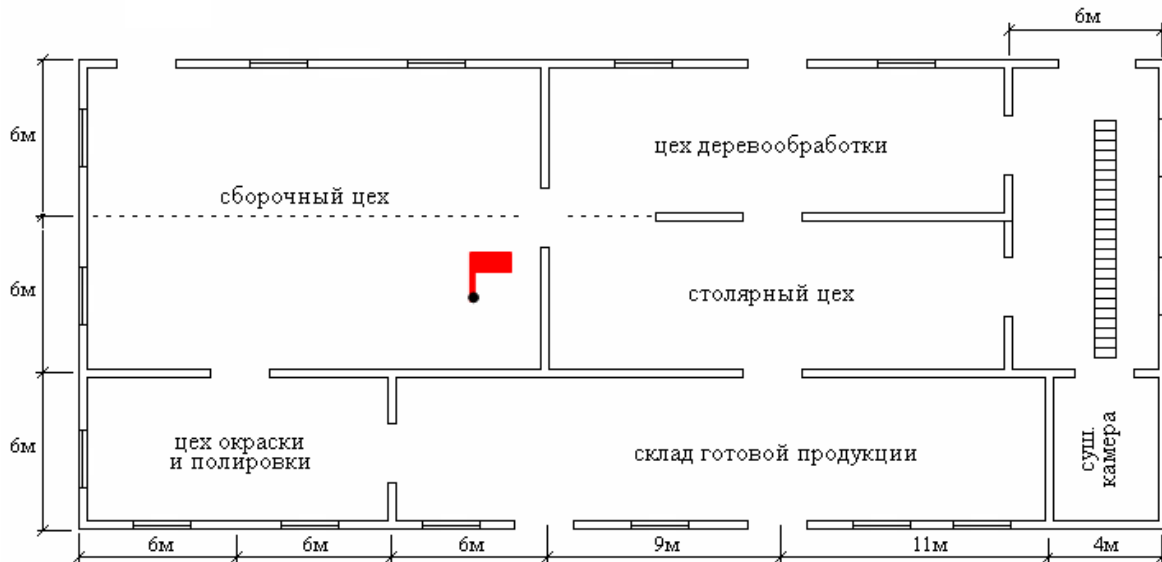 6м
6м
цех деревообработки
сборочный цех
6м
столярный цех
6м
цех окраски
и полировки
склад готовой продукции
суш.
камера
6м
6м
6м
6м
9м
11м
4м